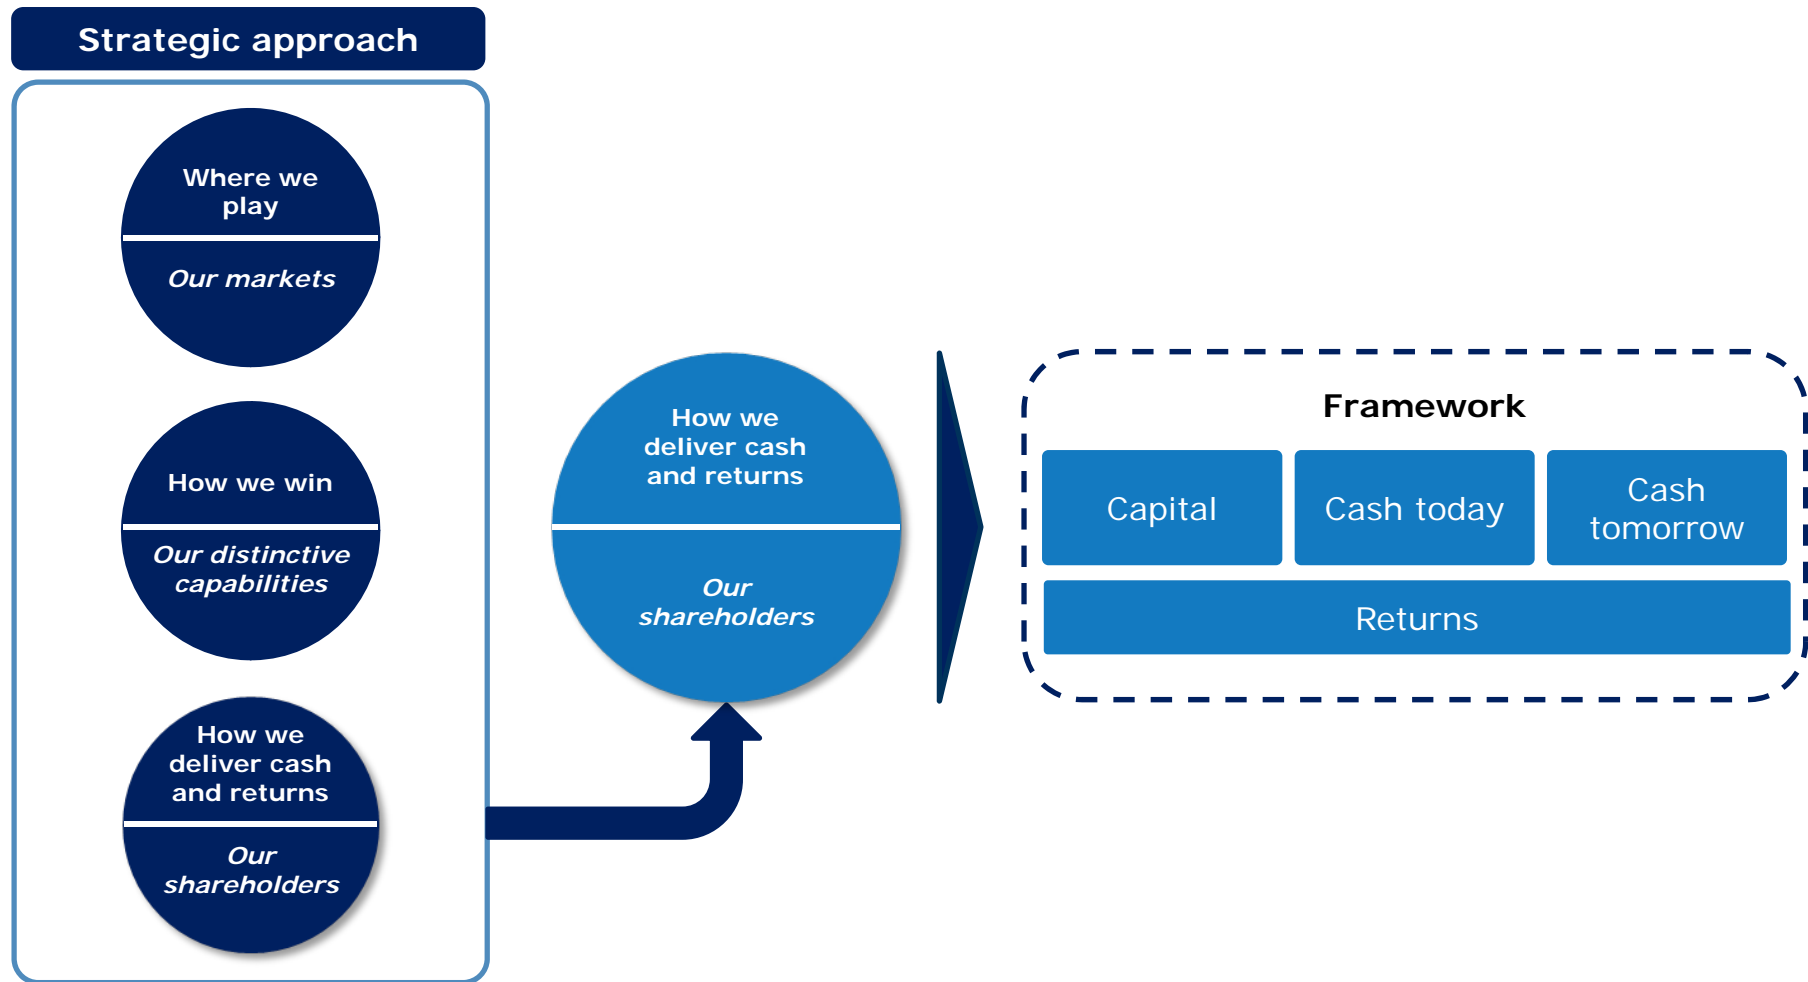 Strategic approach
Where we
play
Our markets
How we win
Our distinctive
capabilities
How we
deliver cash
and returns
Our
shareholders
How we
deliver cash
and returns
Our
shareholders
Framework
Capital
Cash today
Cash
tomorrow
Returns